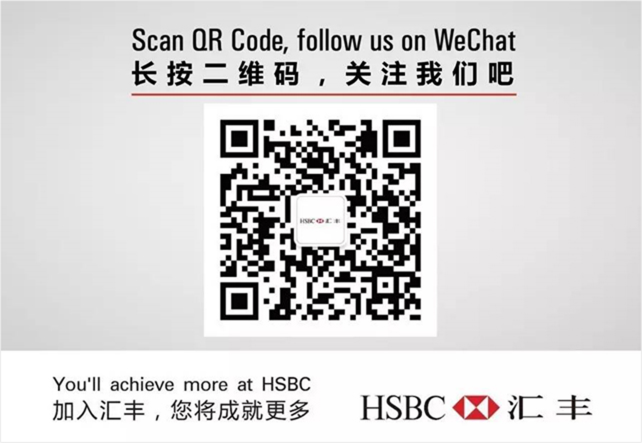 Scan QR Code, follow us on WeChat
长按二维码，关注我们吧
HSBC 汇丰
You'll achieve more at HSBC
加入汇丰，您将成就更多
HSBC 汇丰